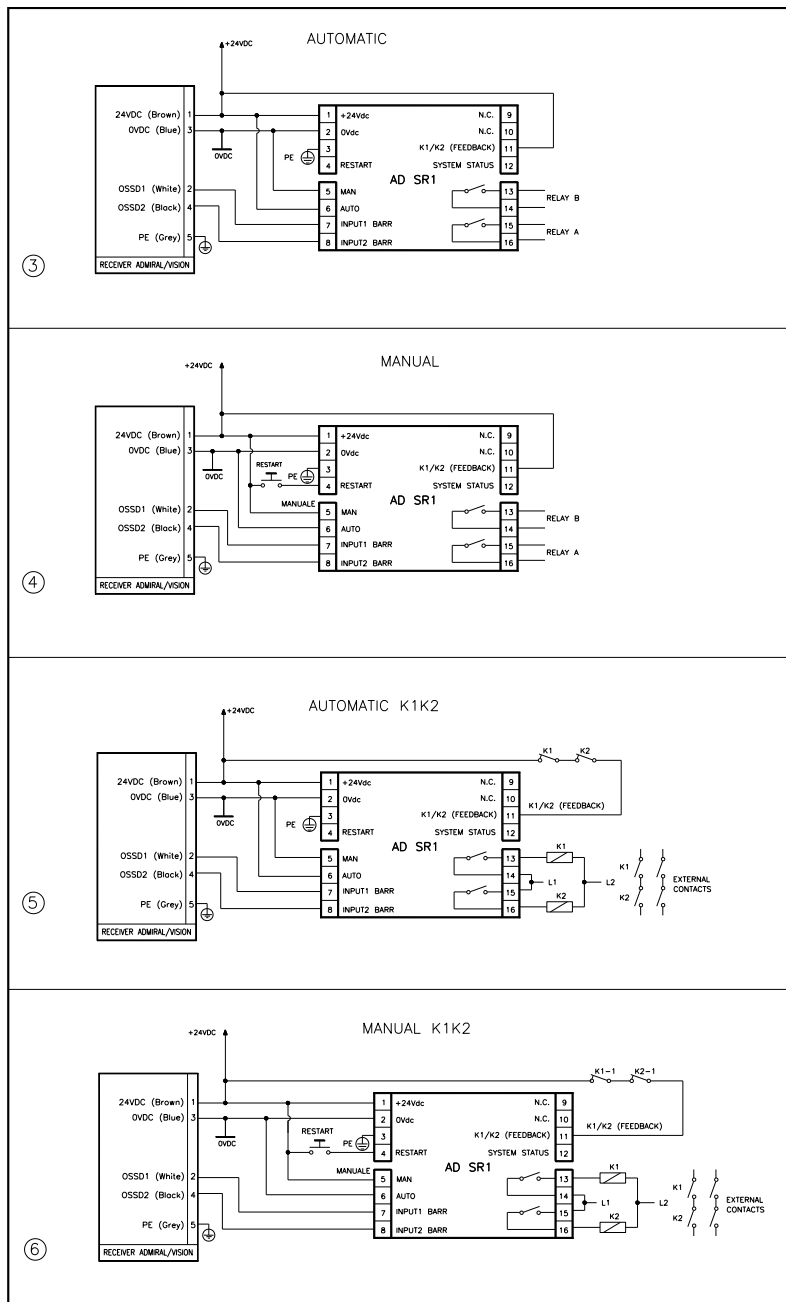 AUTOMATIC
+24VDC
24VDC (Brown) 1
0VDC (Blue) 3
0VDC
OSSD1 (White) 2
OSSD2 (Black) 4
PE (Grey) 5
RECEIVER ADMIRAL/VISION
PE
1 +24Vdc N.C. 9
2 0Vdc N.C. 10
3 K1/K2 (FEEDBACK) 11
4 RESTART SYSTEM STATUS 12
AD SR1
5 MAN 13
6 AUTO 14
RELAY B
7 INPUT1 BARR 15
8 INPUT2 BARR 16
RELAY A
3
MANUAL
+24VDC
24VDC (Brown) 1
0VDC (Blue) 3
0VDC
OSSD1 (White) 2
OSSD2 (Black) 4
PE (Grey) 5
RECEIVER ADMIRAL/VISION
RESTART
PE
MANUALE
1 +24Vdc N.C. 9
2 0Vdc N.C. 10
3 K1/K2 (FEEDBACK) 11
4 RESTART SYSTEM STATUS 12
AD SR1
5 MAN 13
6 AUTO 14
RELAY B
7 INPUT1 BARR 15
8 INPUT2 BARR 16
RELAY A
4
AUTOMATIC K1K2
+24VDC
K1 K2
24VDC (Brown) 1
0VDC (Blue) 3
0VDC
OSSD1 (White) 2
OSSD2 (Black) 4
PE (Grey) 5
RECEIVER ADMIRAL/VISION
PE
1 +24Vdc N.C. 9
2 0Vdc N.C. 10
3 K1/K2 (FEEDBACK) 11
K1/K2 (FEEDBACK)
4 RESTART SYSTEM STATUS 12
AD SR1
5 MAN 13
6 AUTO 14
7 INPUT1 BARR 15
8 INPUT2 BARR 16
K1
L1
L2
K2
K1
K2
EXTERNAL
CONTACTS
5
MANUAL K1K2
+24VDC
K1-1 K2-1
24VDC (Brown) 1
0VDC (Blue) 3
0VDC
OSSD1 (White) 2
OSSD2 (Black) 4
PE (Grey) 5
RECEIVER ADMIRAL/VISION
RESTART
PE
MANUALE
1 +24Vdc N.C. 9
2 0Vdc N.C. 10
3 K1/K2 (FEEDBACK) 11
K1/K2 (FEEDBACK)
4 RESTART SYSTEM STATUS 12
AD SR1
5 MAN 13
6 AUTO 14
7 INPUT1 BARR 15
8 INPUT2 BARR 16
K1
L1
L2
K2
K1
K2
EXTERNAL
CONTACTS
6